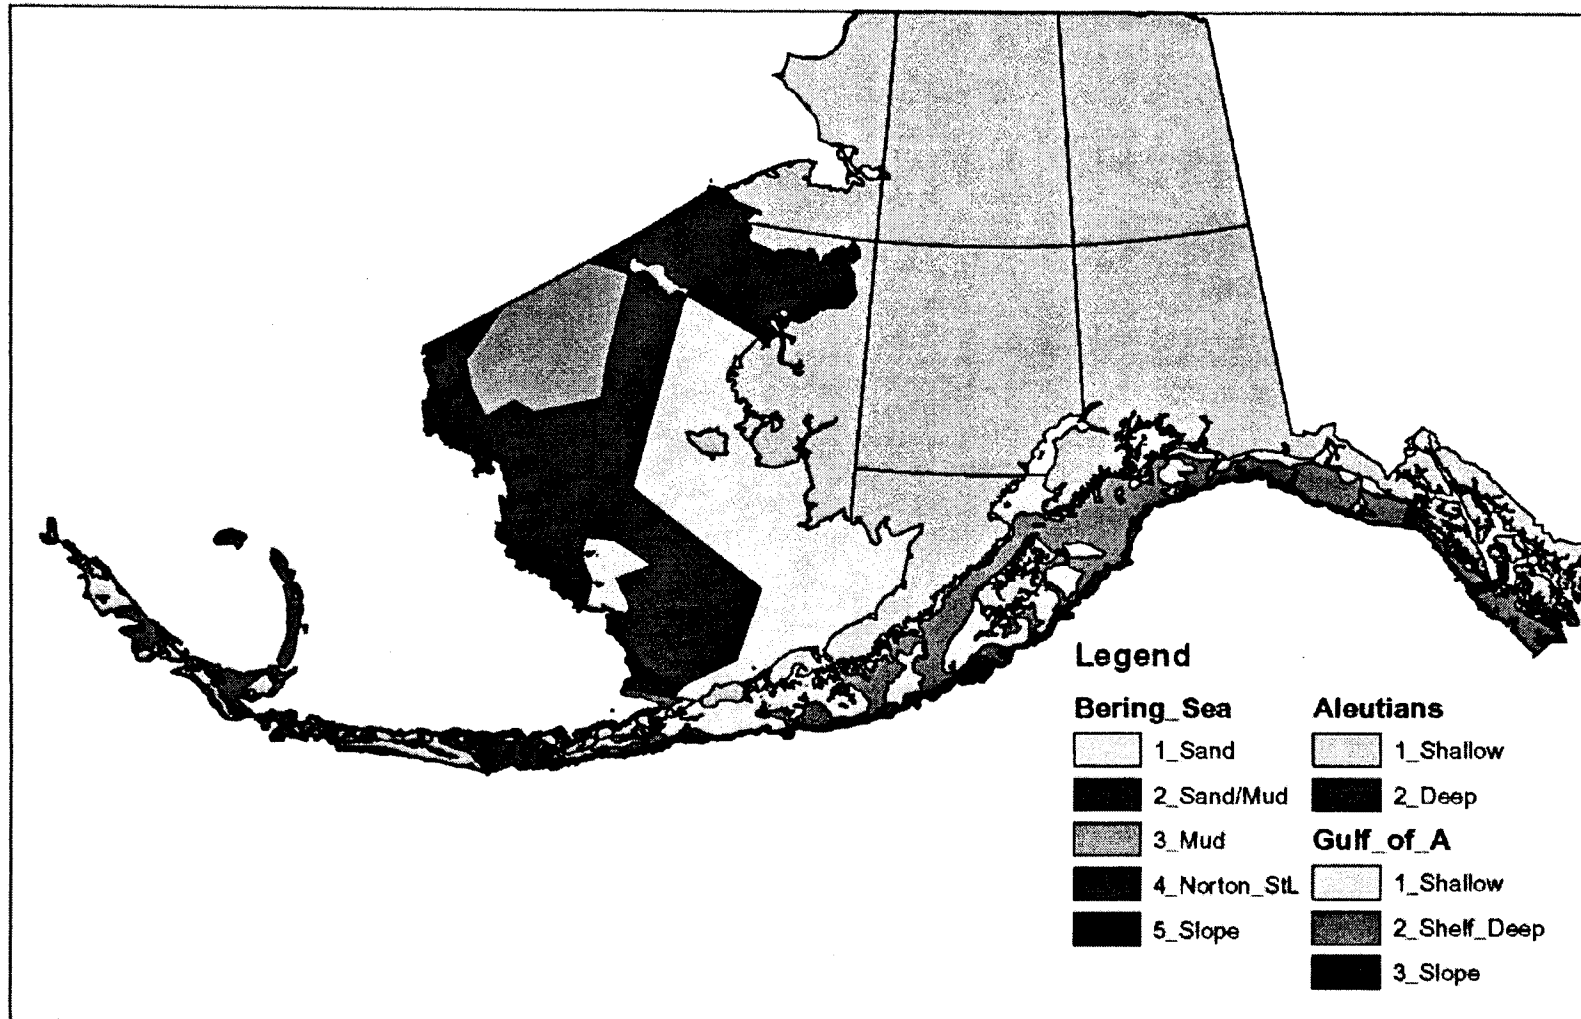 Legend
Bering_Sea
1_Sand
2_Sand/Mud
3_Mud
4_Norton_StL
5_Slope
Aleutians
1_Shallow
2_Deep
Gulf_of_A
1_Shallow
2_Shelf_Deep
3_Slope